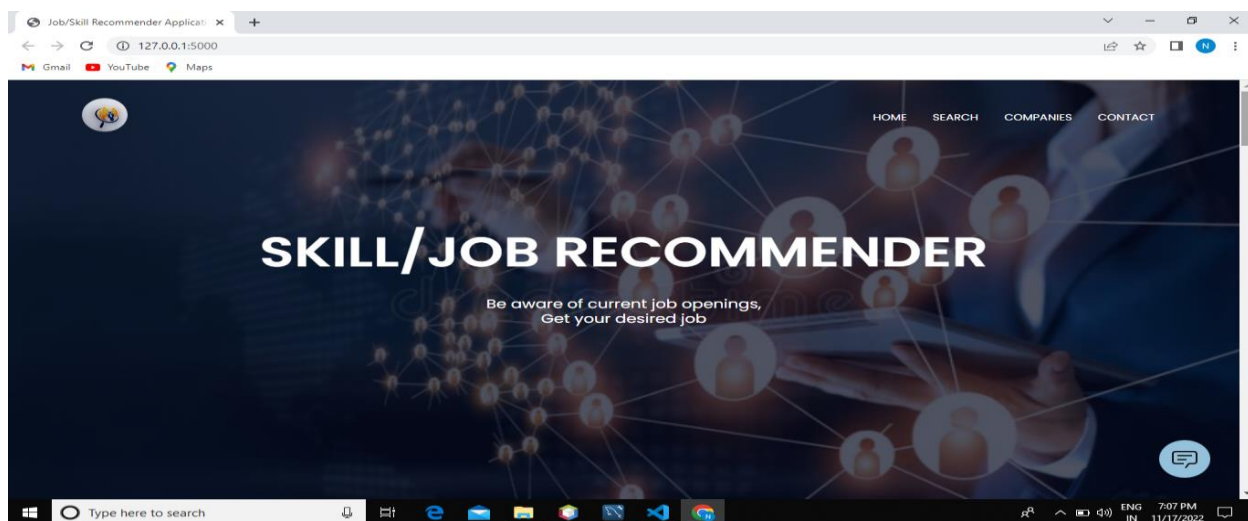 Job/Skill Recommender Applicati
127.0.0.1:5000
N
Gmail
YouTube
Maps
HOME SEARCH COMPANIES CONTACT
SKILL/JOB RECOMMENDER
Be aware of current job openings,
Get your desired job
Type here to search
ENG 7:07 PM
IN 11/17/2022